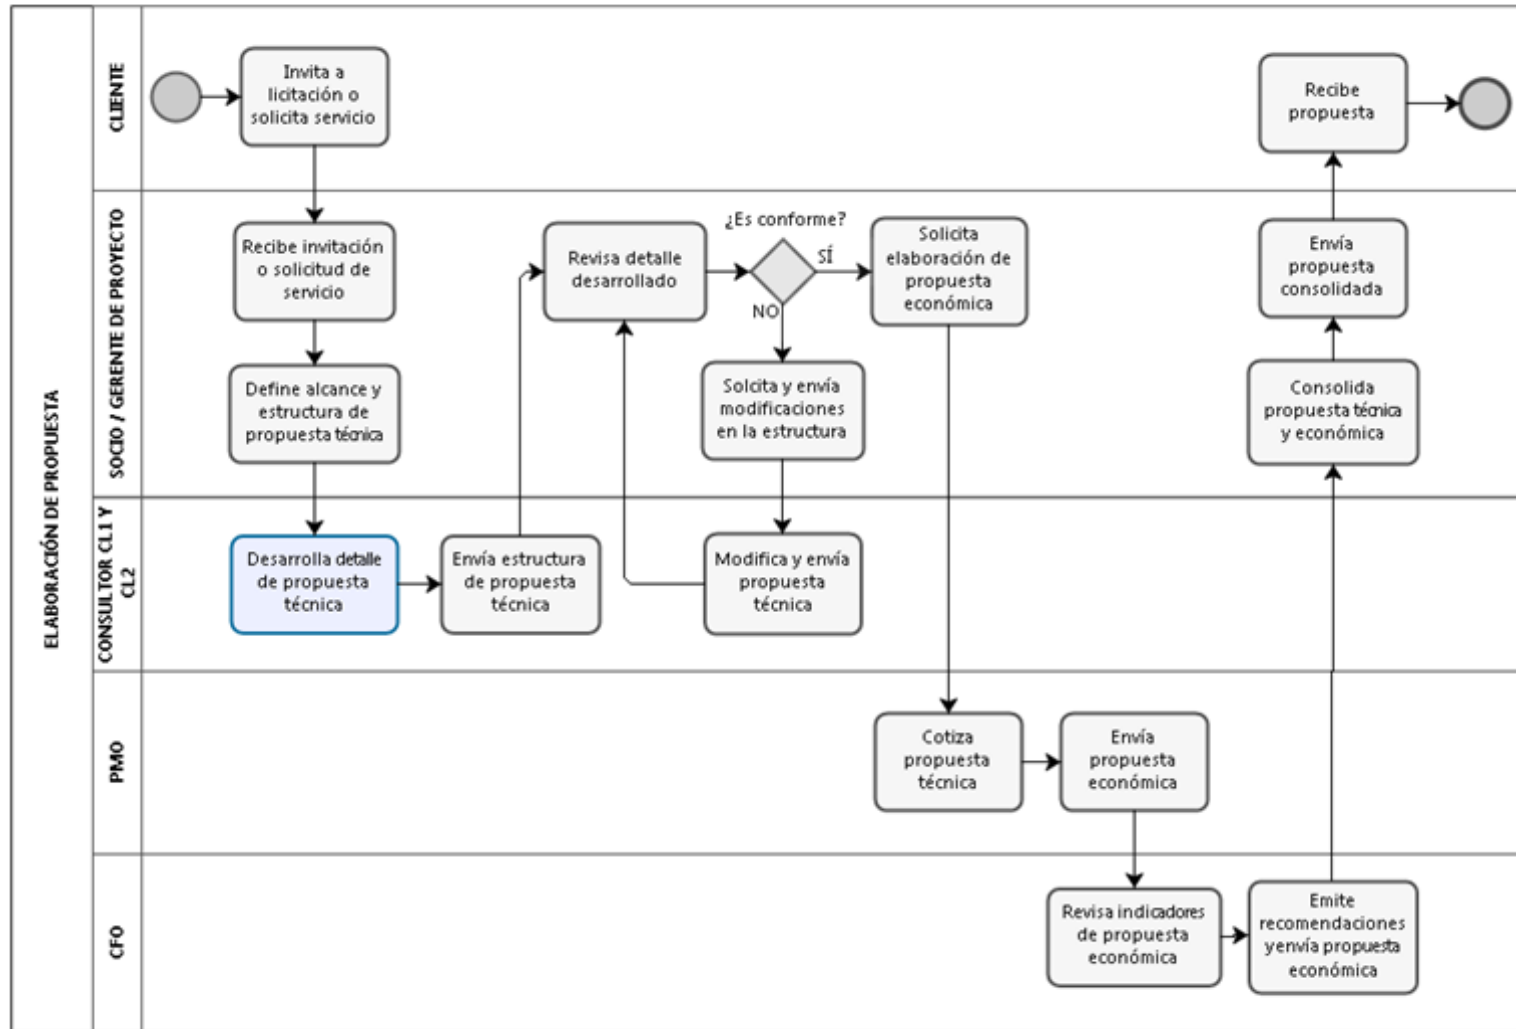 ELABORACIÓN DE PROPUESTA
CLIENTE
Invita a
licitación o
solicita servicio
Recibe
propuesta
SOCIO / GERENTE DE PROYECTO
Recibe invitación
o solicitud de
servicio
Define alcance y
estructura de
propuesta técnica
Revisa detalle
desarrollado
¿Es conforme?
SÍ
NO
Solcita y envía
modificaciones
en la estructura
Solicita
elaboración de
propuesta
económica
Envía
propuesta
consolidada
Consolida
propuesta técnica
y económica
CONSULTOR CL1 Y
CL2
Desarrolla detalle
de propuesta
técnica
Envía estructura
de propuesta
técnica
Modifica y envía
propuesta
técnica
PMO
Cotiza
propuesta
técnica
Envía
propuesta
económica
CFO
Revisa indicadores
de propuesta
económica
Emite
recomendaciones
y envía propuesta
económica